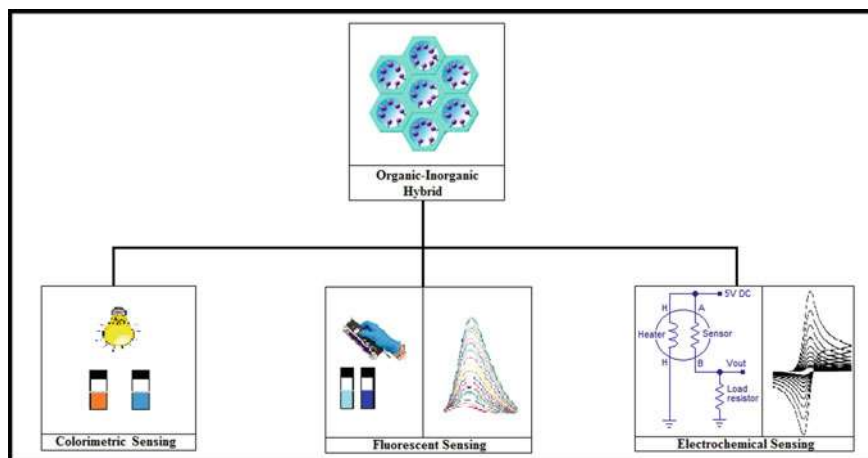 Organic-Inorganic
Hybrid
Colorimetric Sensing
Fluorescent Sensing
H
A
5V DC
Heater
Sensor
H
B
Vout
Load
resistor
Electrochemical Sensing